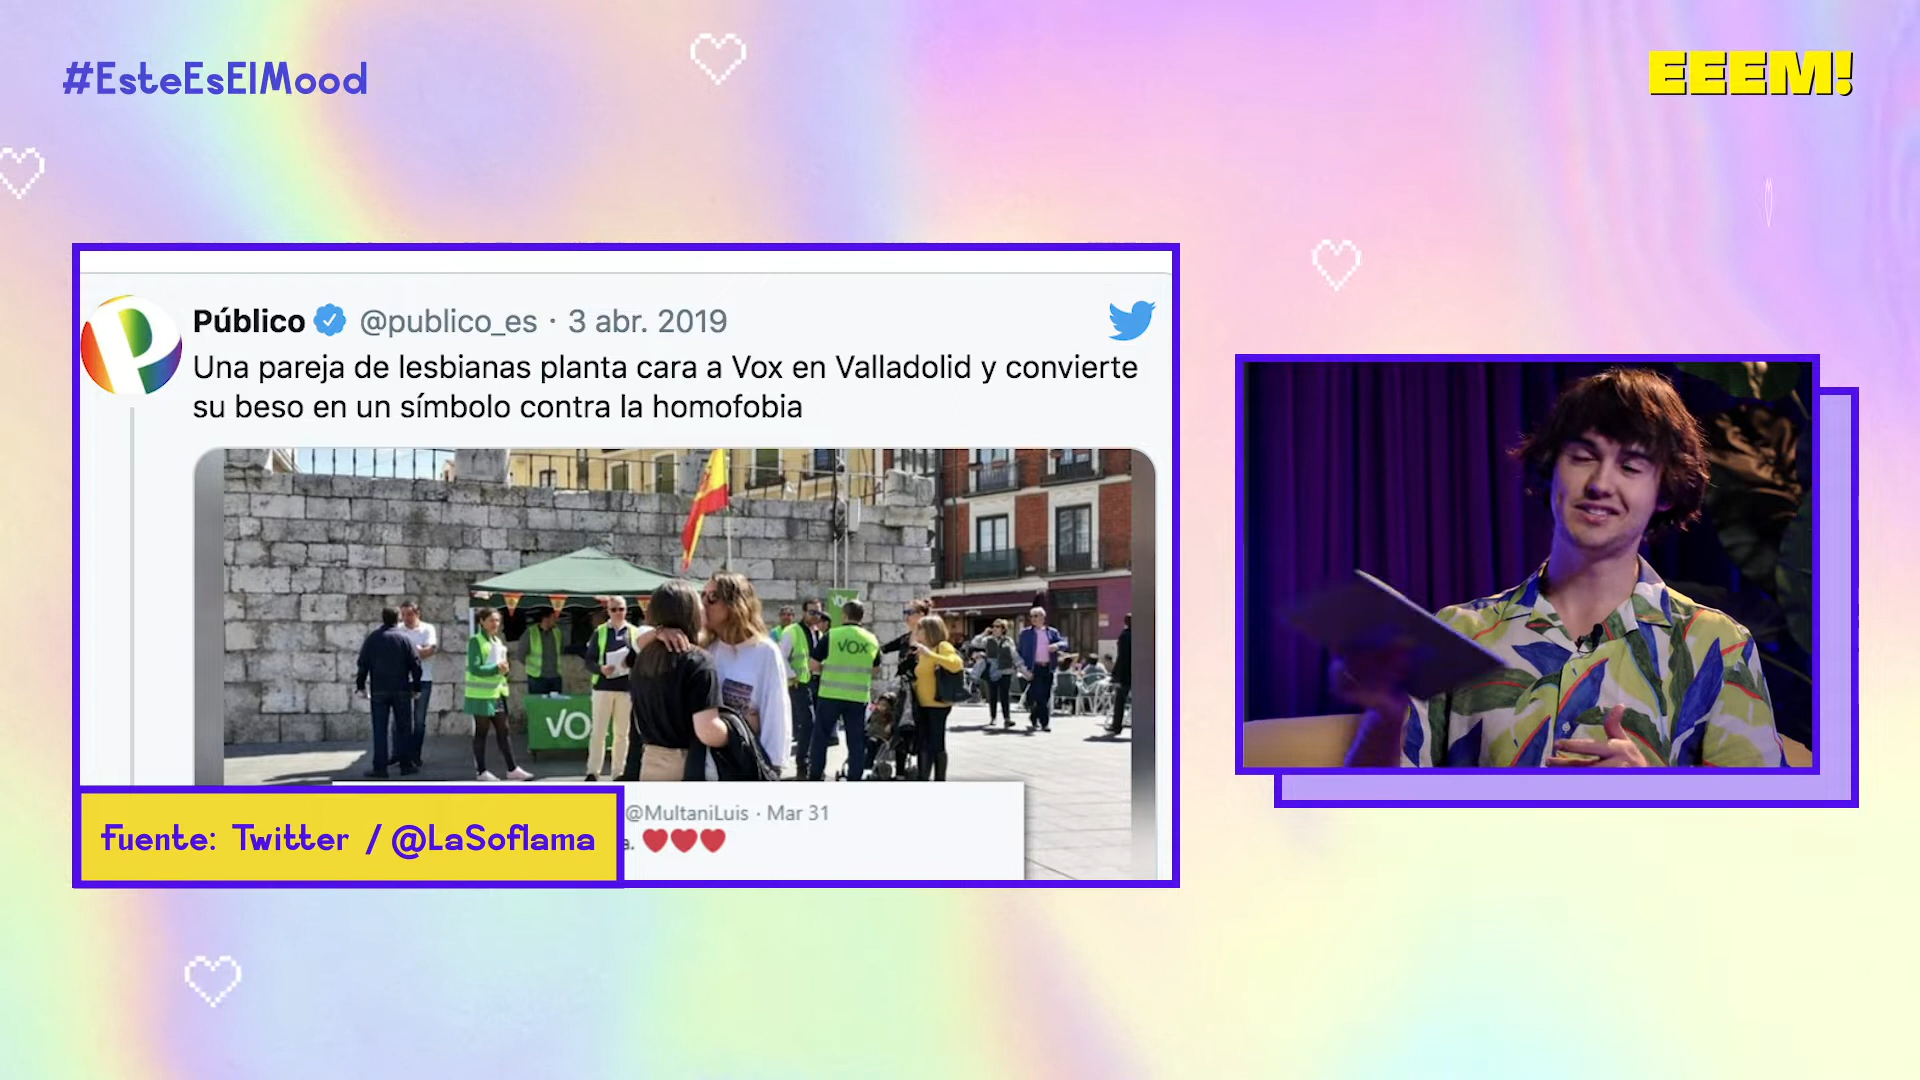 #EsteEsElMood
EEEM!
Público @publico_es · 3 abr. 2019
Una pareja de lesbianas planta cara a Vox en Valladolid y convierte
su beso en un símbolo contra la homofobia
VOX
VO
VOX
@MultaniLuis · Mar 31
a. ❤❤❤
Fuente: Twitter / @LaSoflama